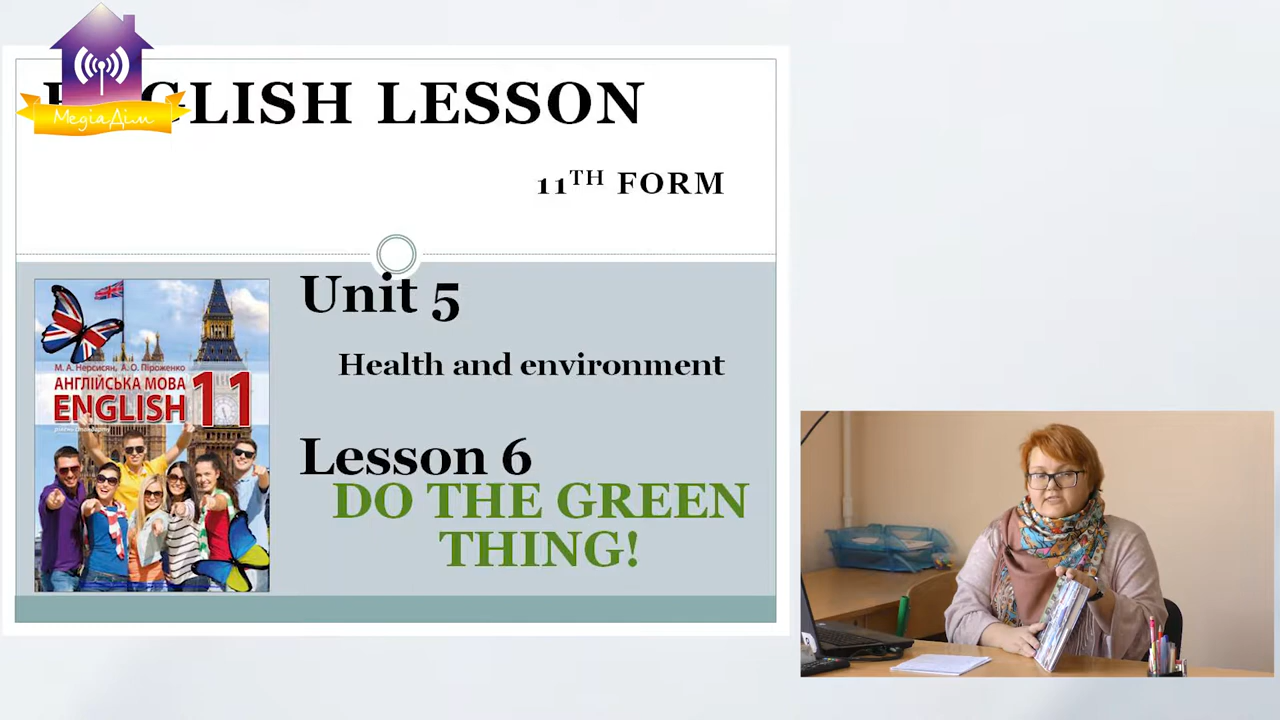 МедіаДім
ENGLISH LESSON
11TH FORM
Unit 5
Health and environment
Lesson 6
DO THE GREEN
THING!
М. А. Нерсисян, А. О. Піроженко
АНГЛІЙСЬКА МОВА
ENGLISH 11